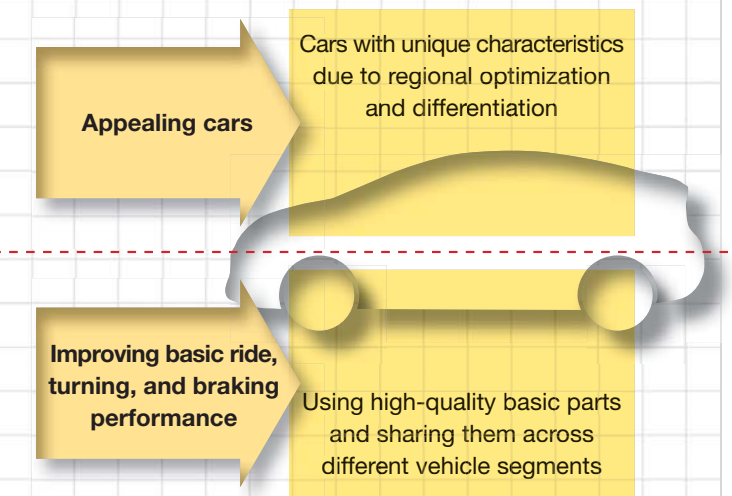 Cars with unique characteristics
due to regional optimization
and differentiation
Appealing cars
Improving basic ride,
turning, and braking
performance
Using high-quality basic parts
and sharing them across
different vehicle segments